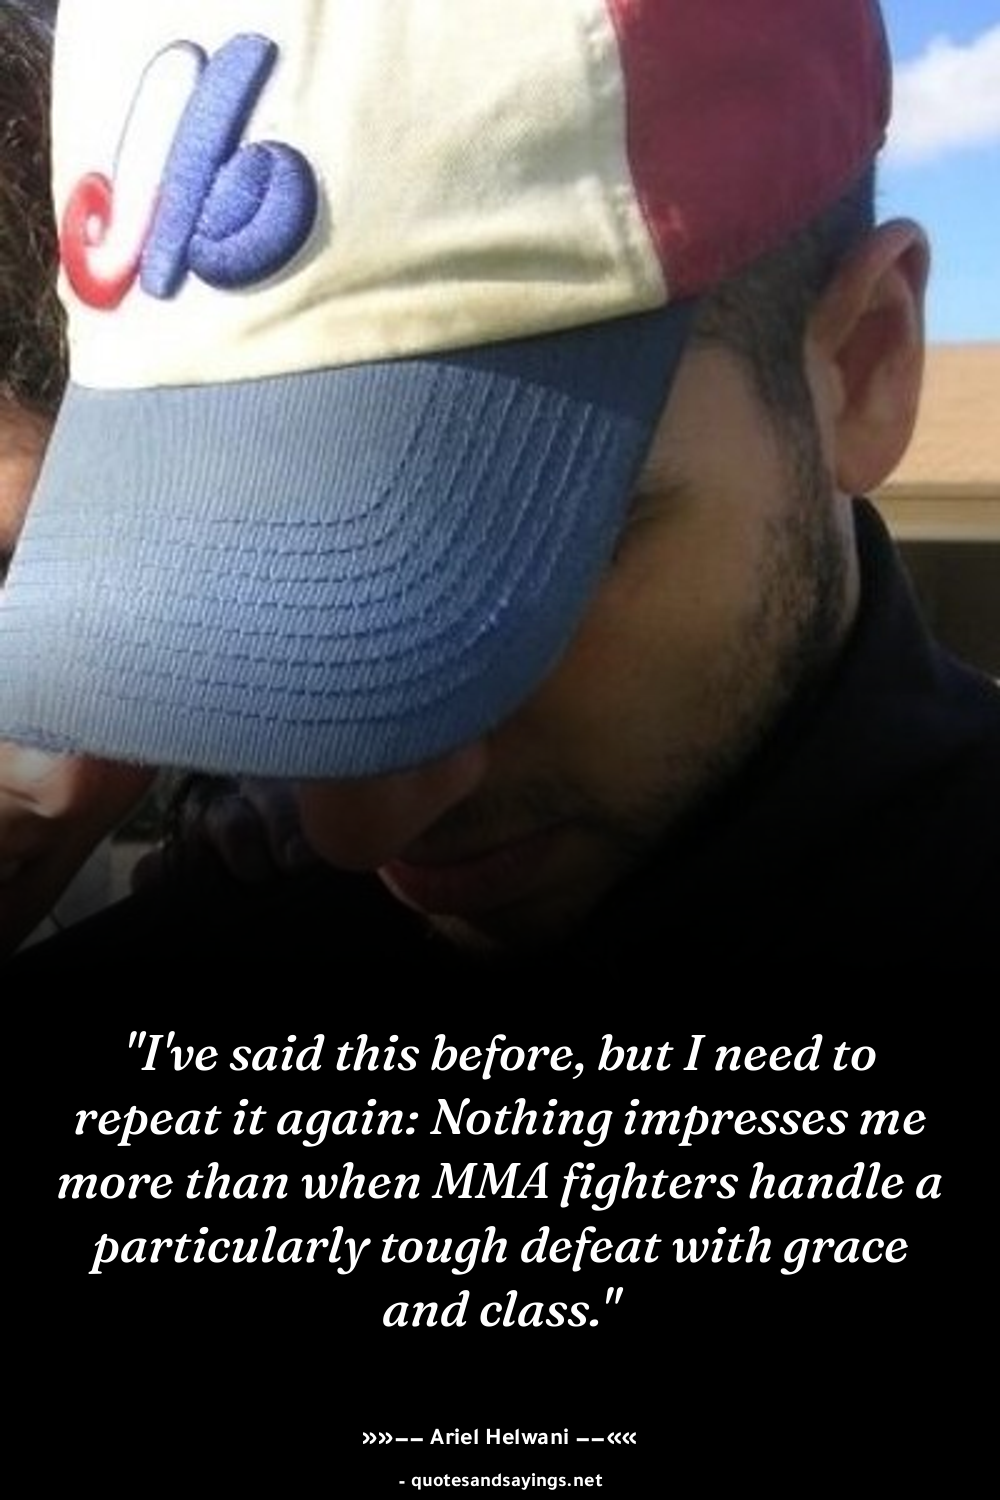 "I've said this before, but I need to
repeat it again: Nothing impresses me
more than when MMA fighters handle a
particularly tough defeat with grace
and class."
»»−− Ariel Helwani −−««
- quotesandsayings.net